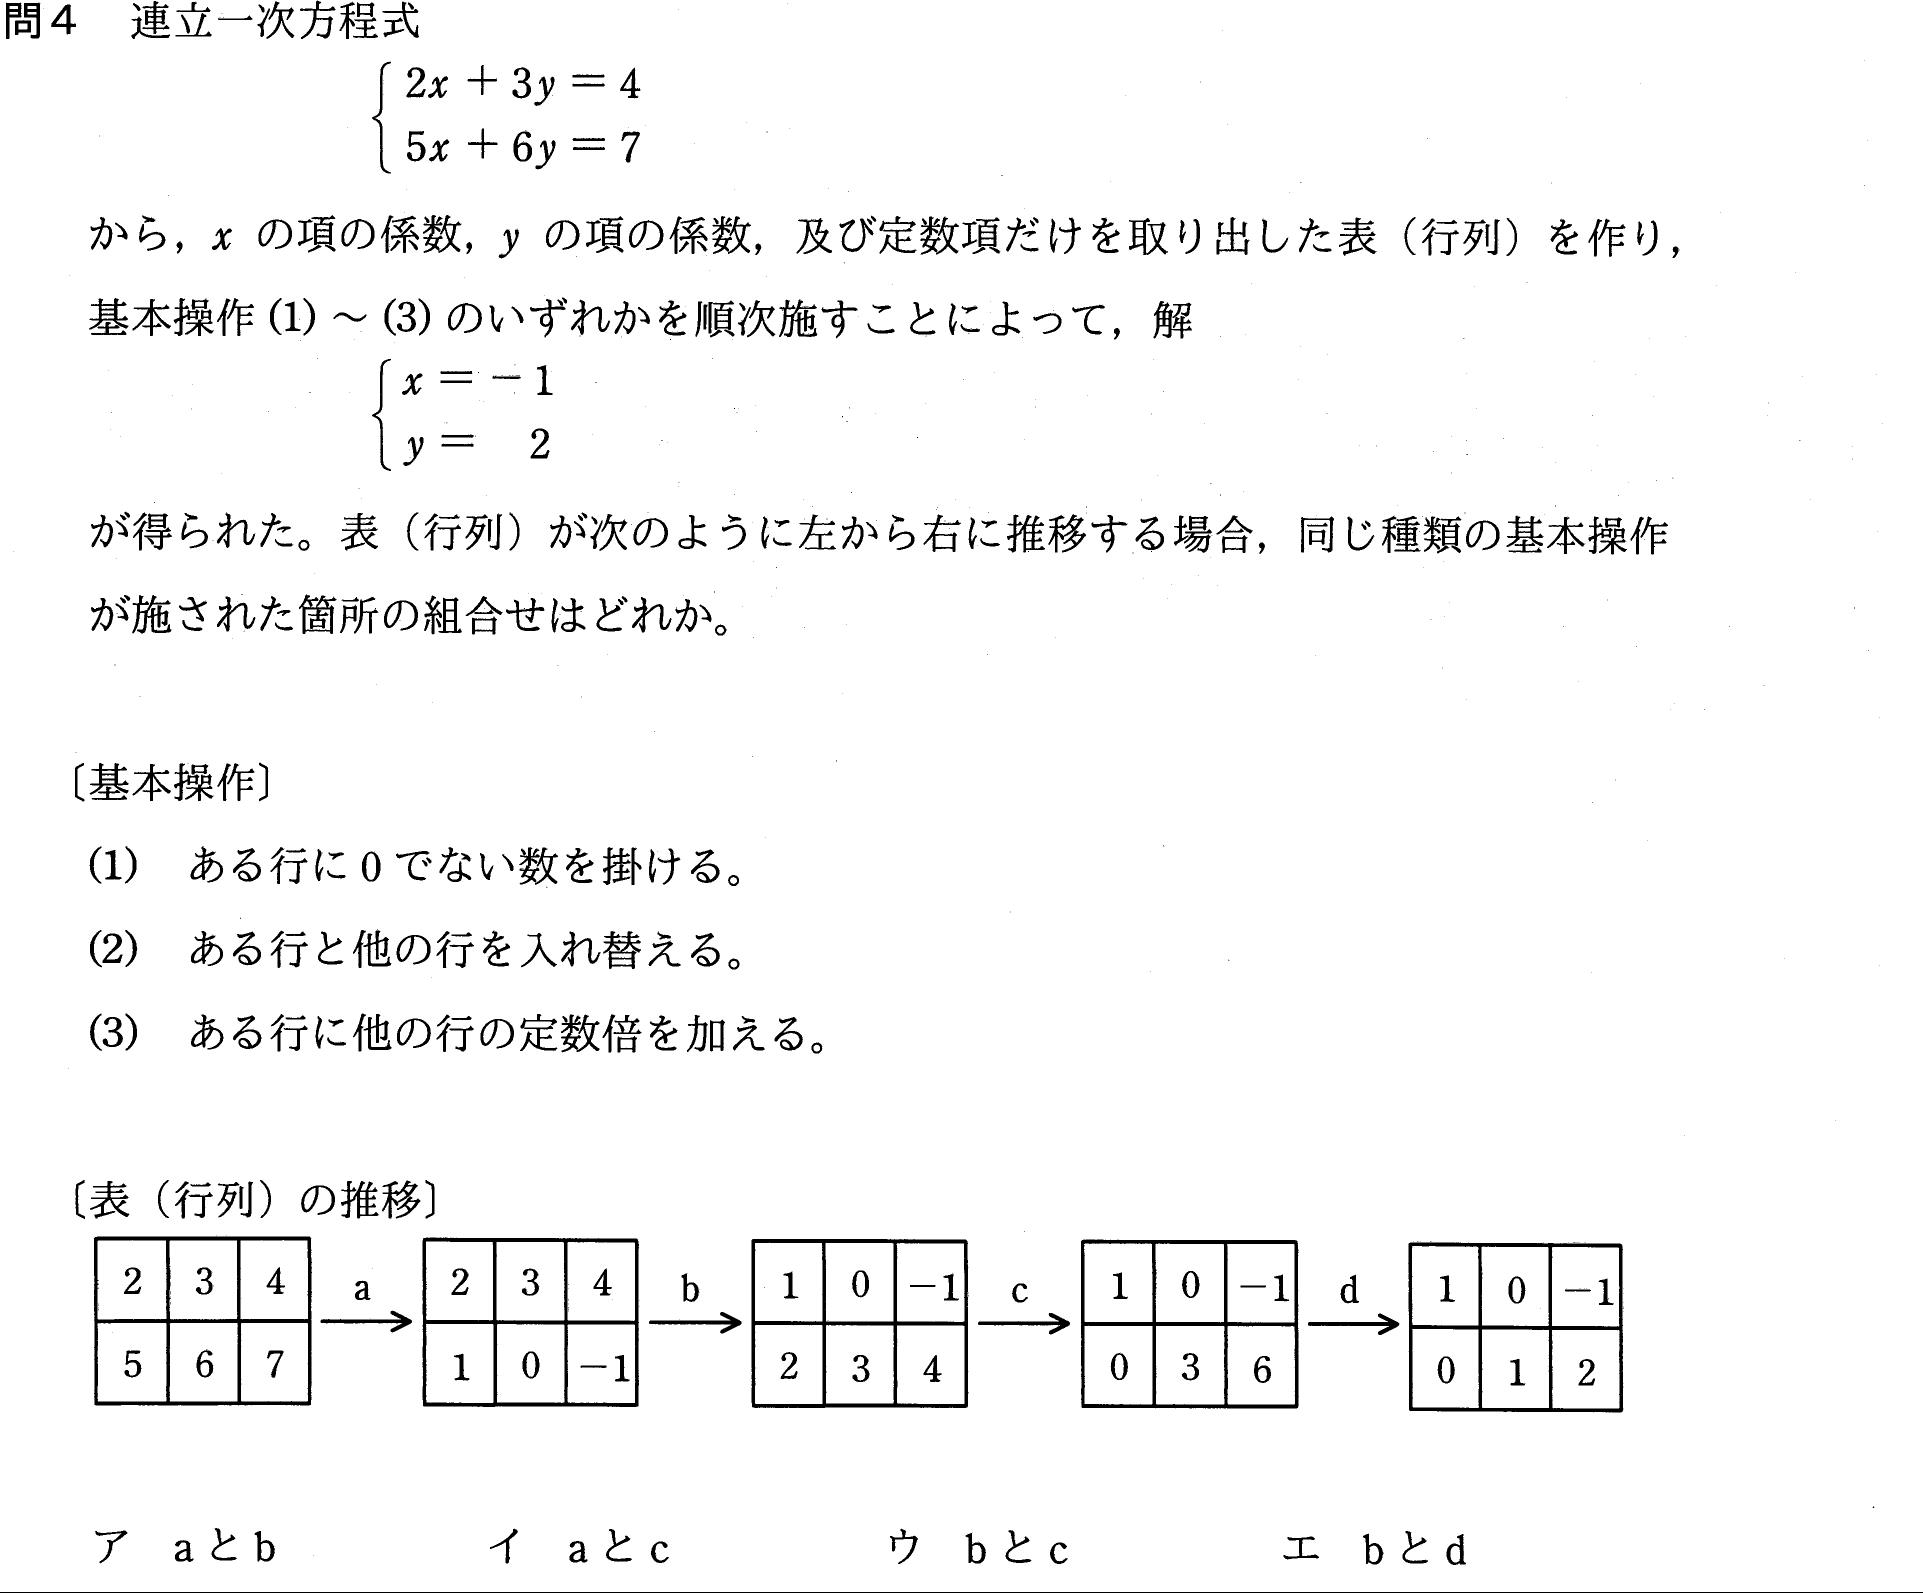 問4 連立一次方程式
2x + 3y = 4
5x + 6y = 7
から，x の項の係数，y の項の係数，及び定数項だけを取り出した表（行列）を作り，
基本操作 (1) ～ (3) のいずれかを順次施すことによって，解
x = －1
y = 2
が得られた。表（行列）が次のように左から右に推移する場合，同じ種類の基本操作
が施された箇所の組合せはどれか。
〔基本操作〕
(1) ある行に 0 でない数を掛ける。
(2) ある行と他の行を入れ替える。
(3) ある行に他の行の定数倍を加える。
〔表（行列）の推移〕
2 3 4 a 2 3 4 b 1 0 －1 c 1 0 －1 d 1 0 －1
5 6 7 1 0 －1 2 3 4 0 3 6 0 1 2
ア aとb イ aとc ウ bとc エ bとd